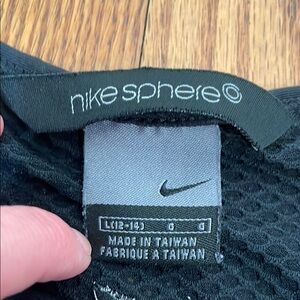 nike sphere
L(12-14) G G
MADE IN TAIWAN
FABRIQUE A TAIWAN